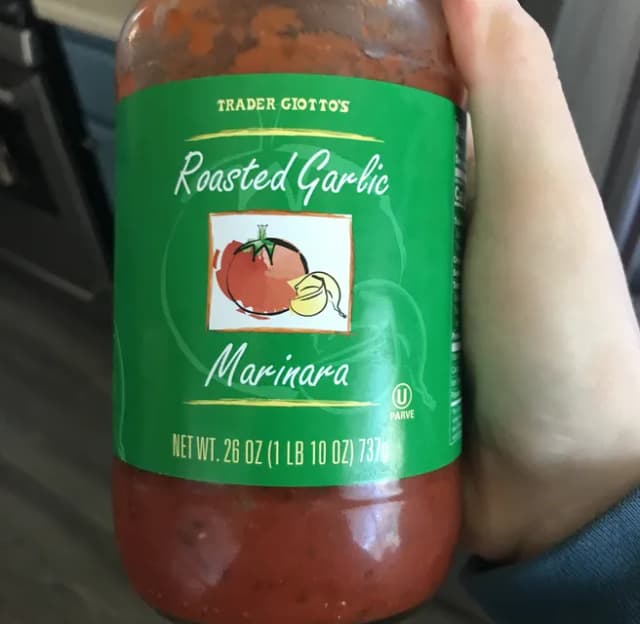 TRADER GIOTTO'S
Roasted Garlic
Marinara
U
PARVE
NET WT. 26 OZ (1 LB 10 OZ) 737g